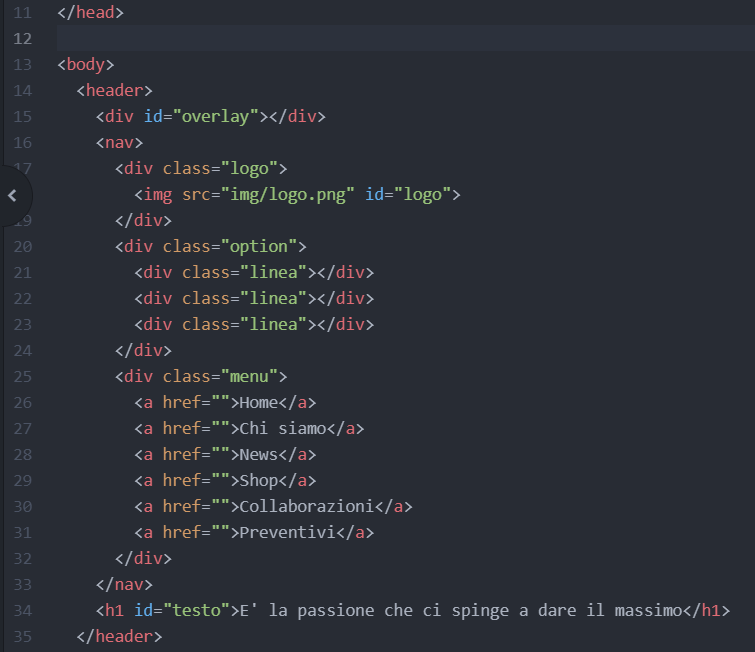 11 </head>
12
13 <body>
14 <header>
15 <div id="overlay"></div>
16 <nav>
17 <div class="logo">
<img src="img/logo.png" id="logo">
19 </div>
20 <div class="option">
21 <div class="linea"></div>
22 <div class="linea"></div>
23 <div class="linea"></div>
24 </div>
25 <div class="menu">
26 <a href="">Home</a>
27 <a href="">Chi siamo</a>
28 <a href="">News</a>
29 <a href="">Shop</a>
30 <a href="">Collaborazioni</a>
31 <a href="">Preventivi</a>
32 </div>
33 </nav>
34 <h1 id="testo">E' la passione che ci spinge a dare il massimo</h1>
35 </header>